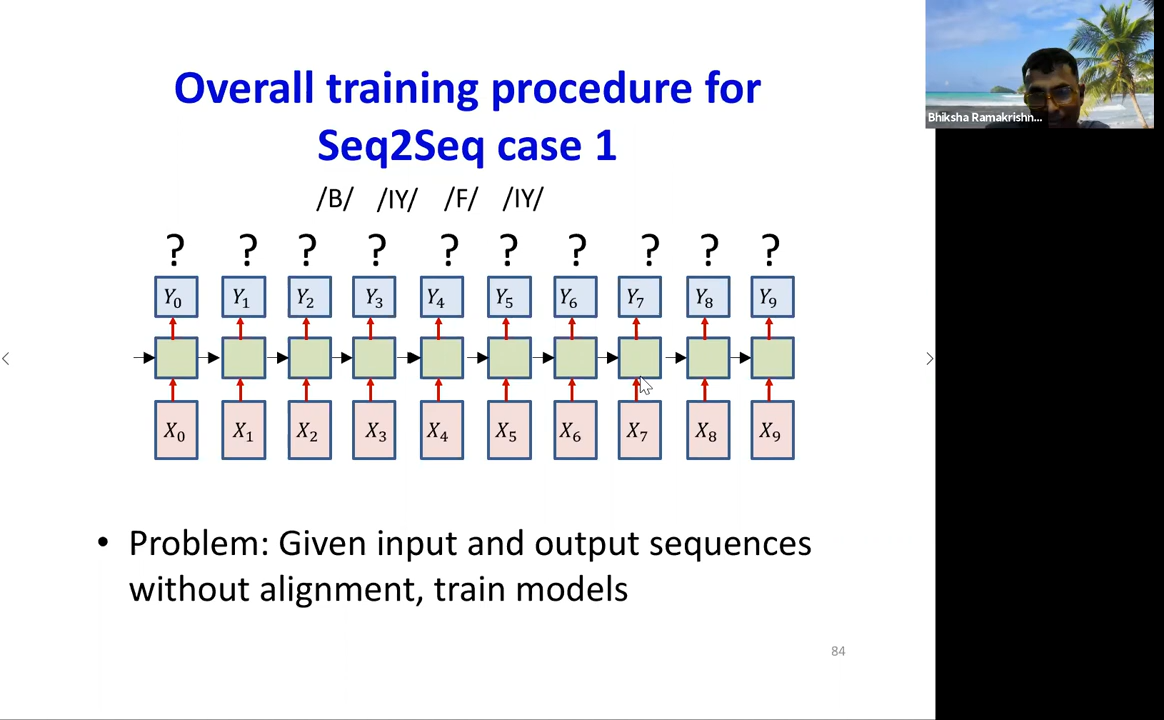 Overall training procedure for
Seq2Seq case 1
/B/ /IY/ /F/ /IY/
? ? ? ? ? ? ? ? ? ?
Y0 Y1 Y2 Y3 Y4 Y5 Y6 Y7 Y8 Y9
X0 X1 X2 X3 X4 X5 X6 X7 X8 X9
• Problem: Given input and output sequences
without alignment, train models
84
Bhiksha Ramakrishn...